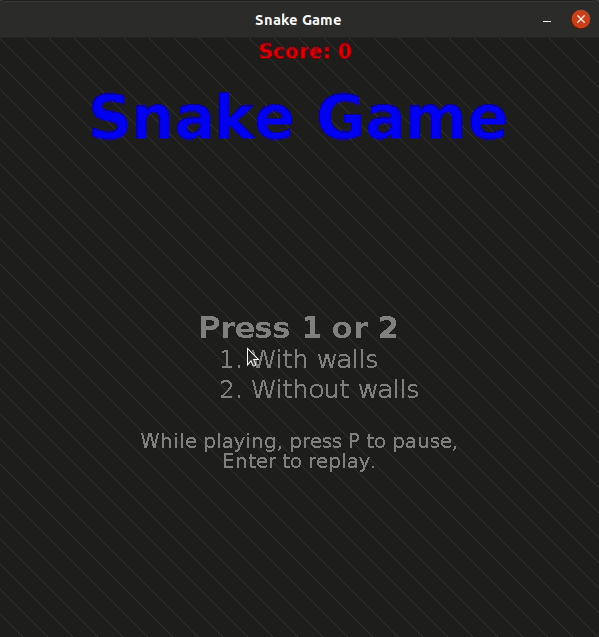 Snake Game
Score: 0
Snake Game
Press 1 or 2
1. With walls
2. Without walls
While playing, press P to pause,
Enter to replay.